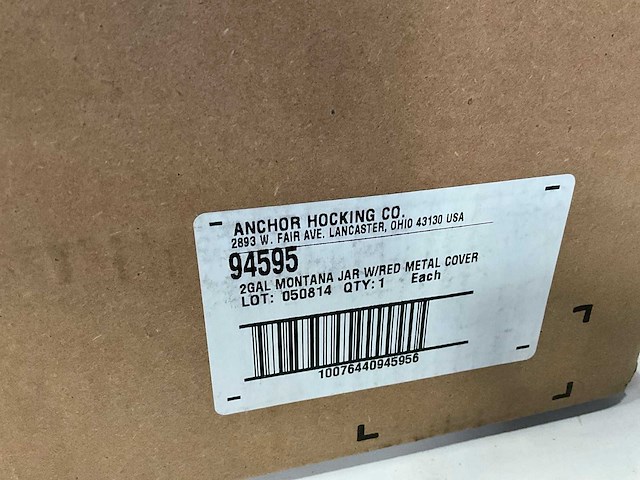 ANCHOR HOCKING CO.
2893 W. FAIR AVE. LANCASTER, OHIO 43130 USA
94595
2GAL MONTANA JAR W/RED METAL COVER
LOT: 050814 QTY: 1 Each
10076440945956